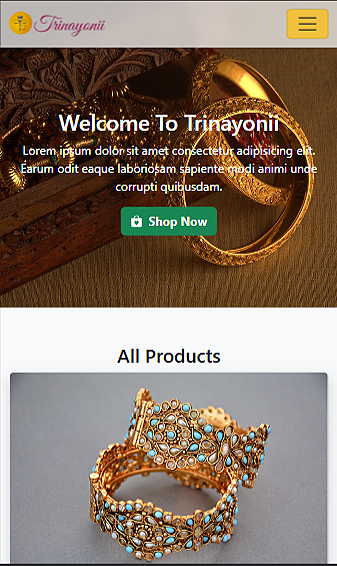 Trinayonii
Welcome To Trinayonii
Lorem ipsum dolor sit amet consectetur adipisicing elit.
Earum odit eaque laboriosam sapiente modi animi unde
corrupti quibusdam.
Shop Now
All Products